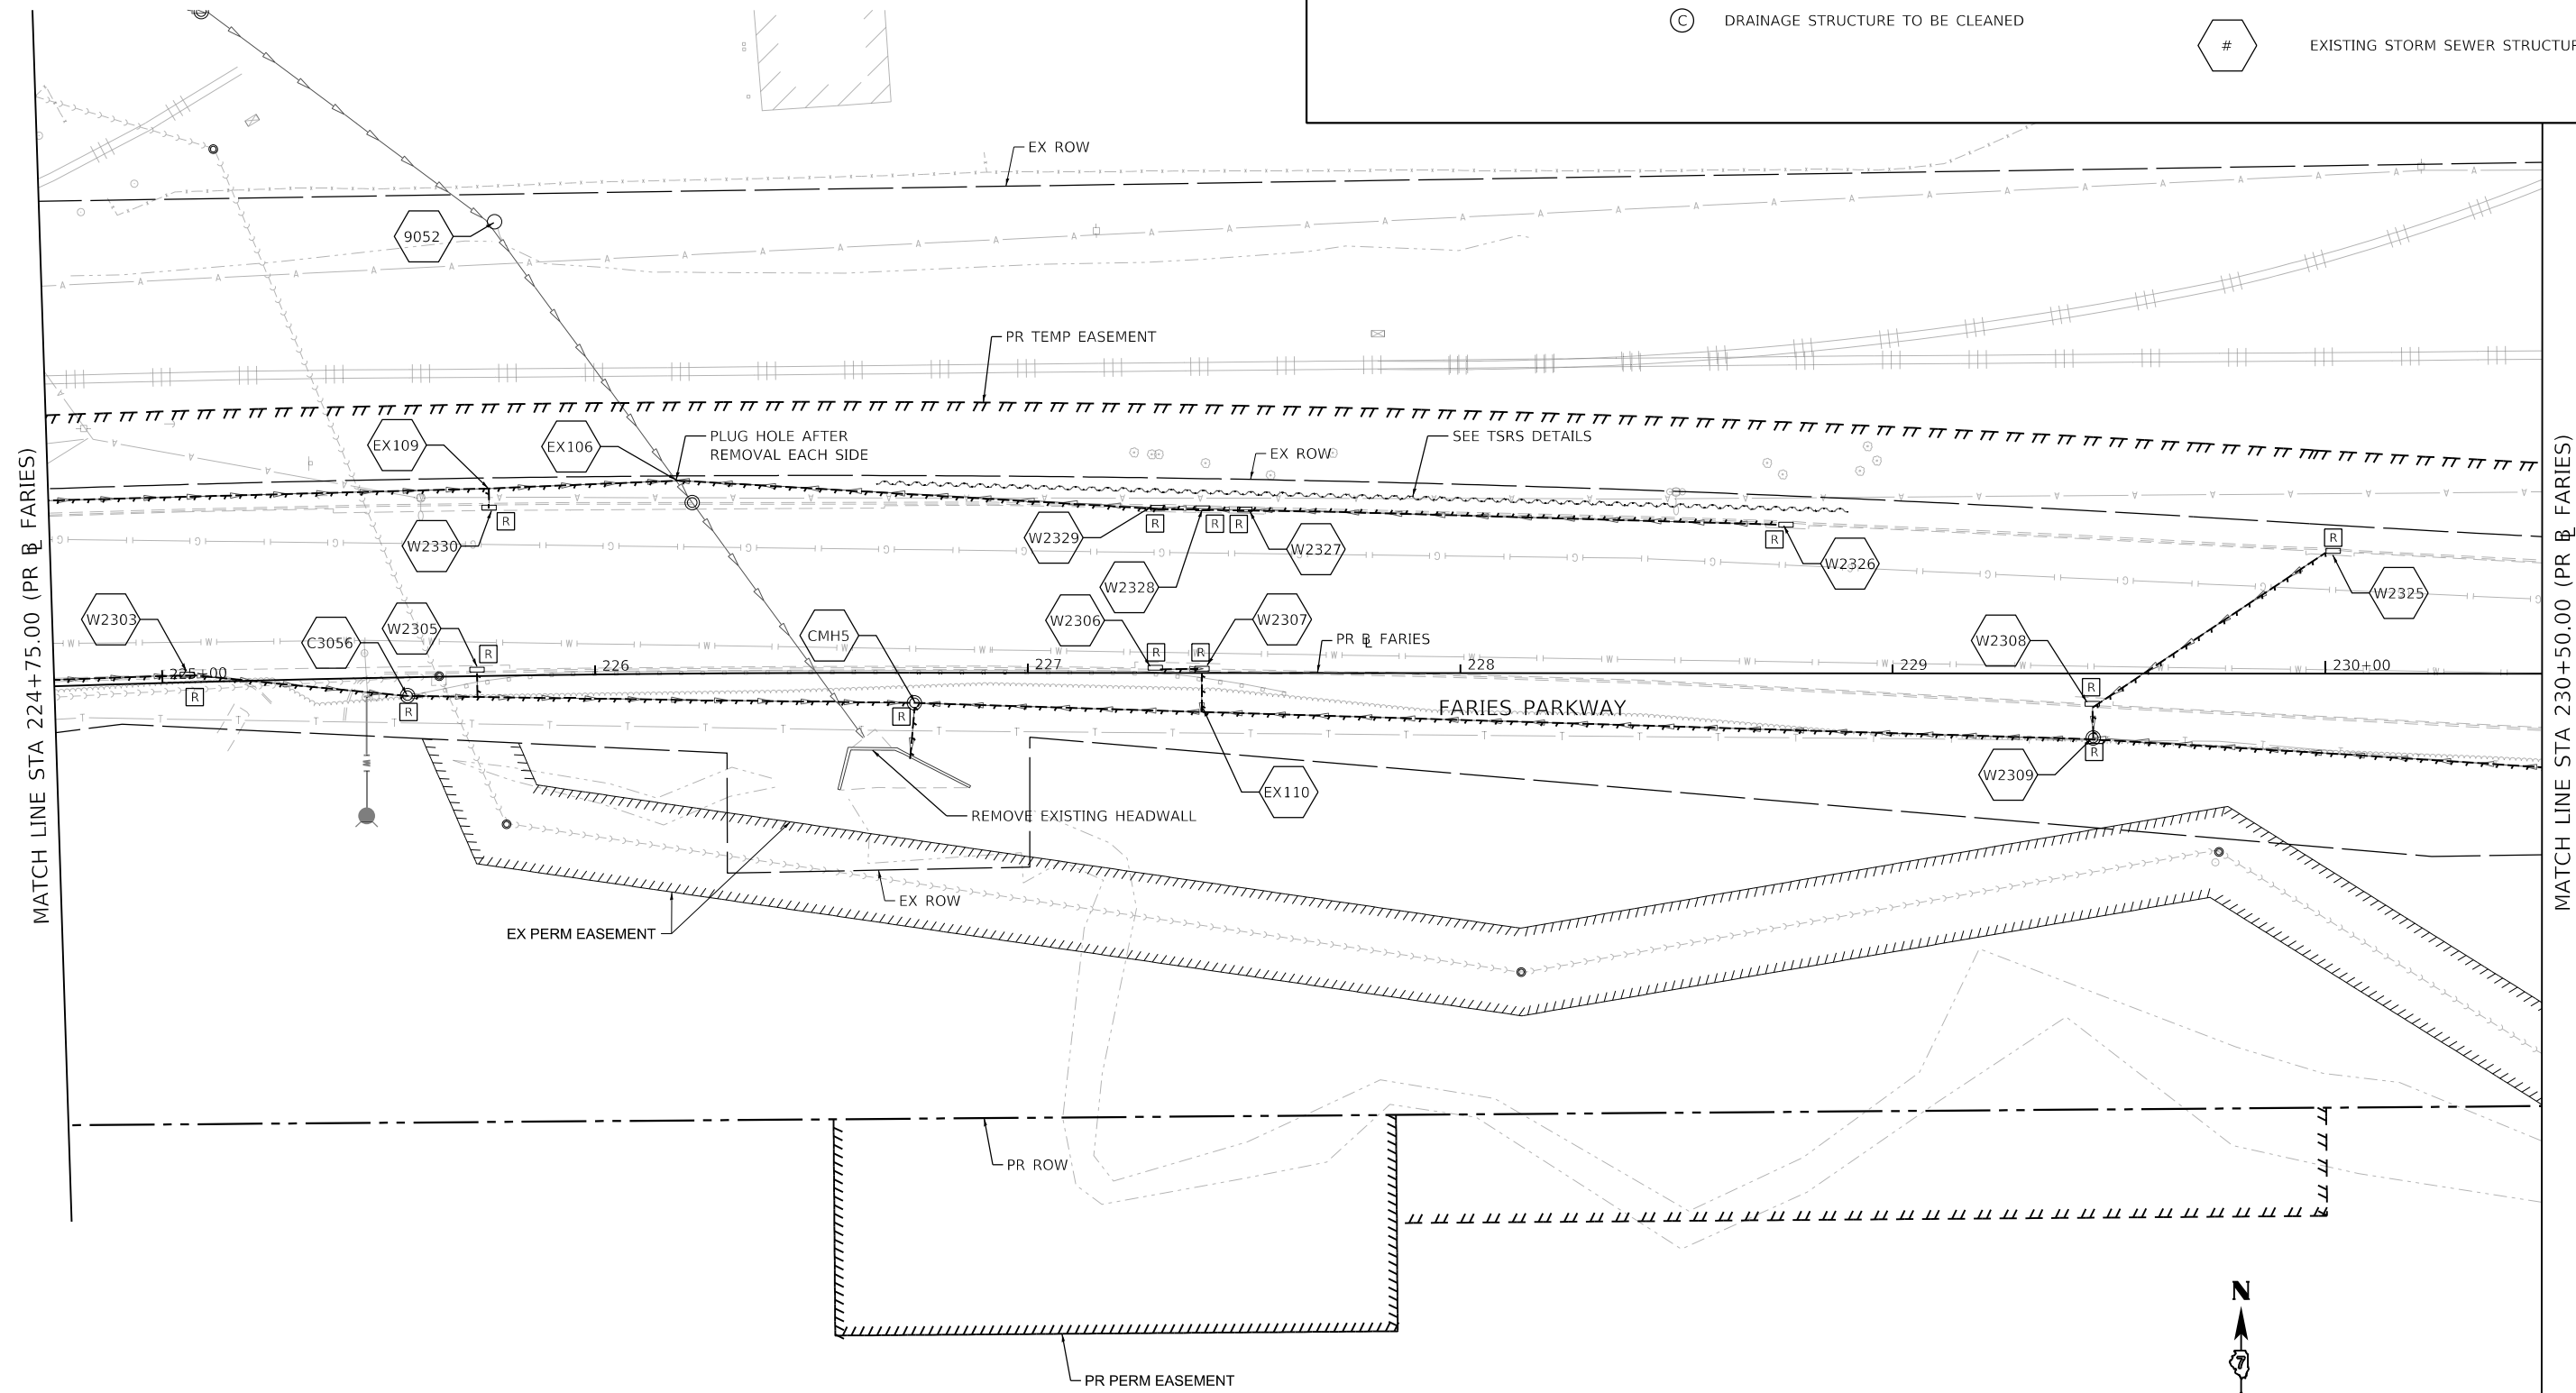 C DRAINAGE STRUCTURE TO BE CLEANED
# EXISTING STORM SEWER
EX ROW
9052
PR TEMP EASEMENT
EX109
EX106
PLUG HOLE AFTER
REMOVAL EACH SIDE
SEE TSRS DETAILS
EX ROW
R
W2330
W2329
R
R
R
W2328
W2327
R
W2326
R
W2325
MATCH LINE STA 224+75.00 (PR BL FARIES)
MATCH LINE STA 230+50.00 (PR BL FARIES)
W2303
C3056
W2305
R
CMH5
W2306
R
R
W2307
PR BL FARIES
W2308
R
225+00
226
227
228
229
230+00
R
R
R
FARIES PARKWAY
R
W2309
EX110
REMOVE EXISTING HEADWALL
EX ROW
EX PERM EASEMENT
PR ROW
PR PERM EASEMENT
N
7